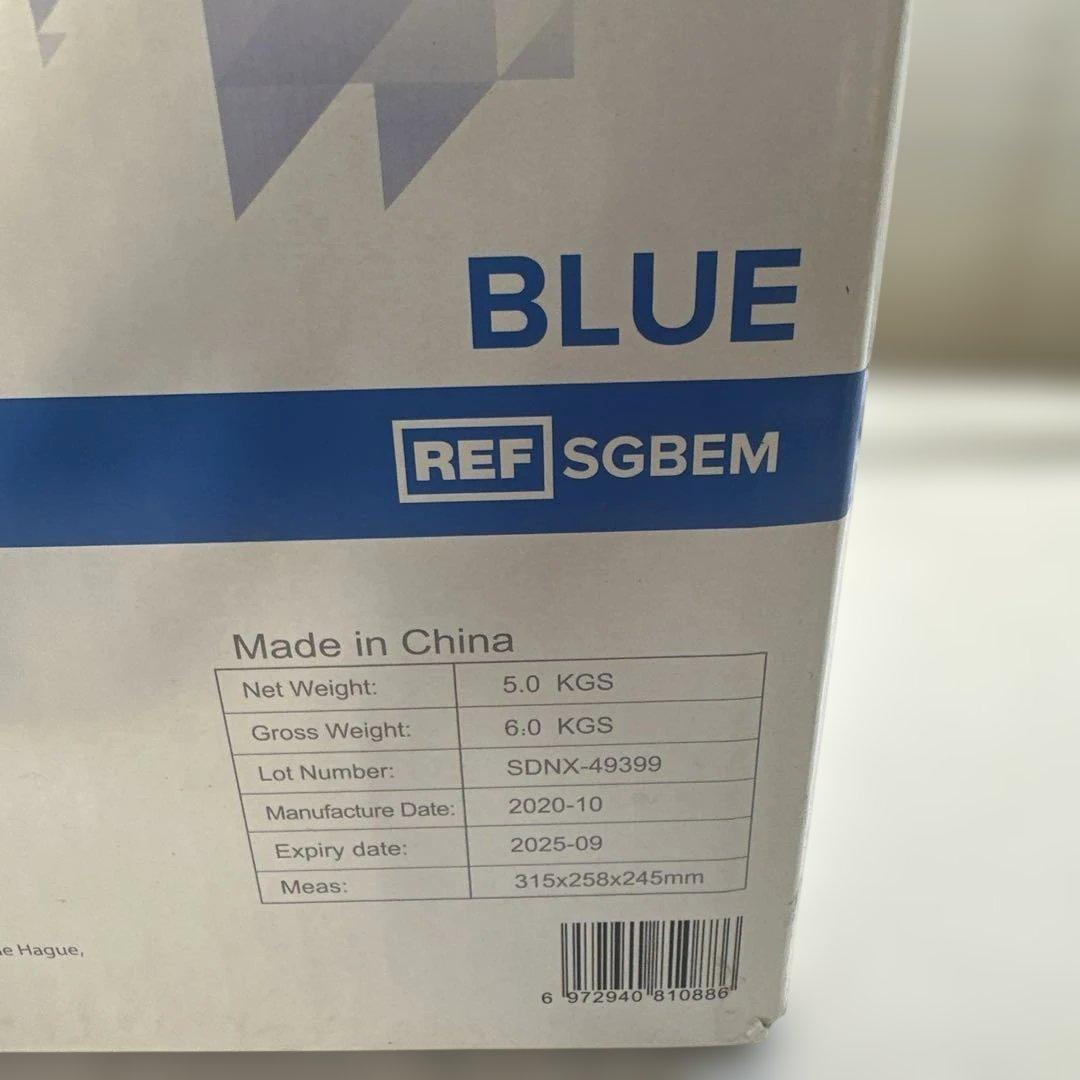 BLUE
REF SGBEM
Made in China
Net Weight: 5.0 KGS
Gross Weight: 6.0 KGS
Lot Number: SDNX-49399
Manufacture Date: 2020-10
Expiry date: 2025-09
Meas: 315x258x245mm
Hague,
6 972940 810886